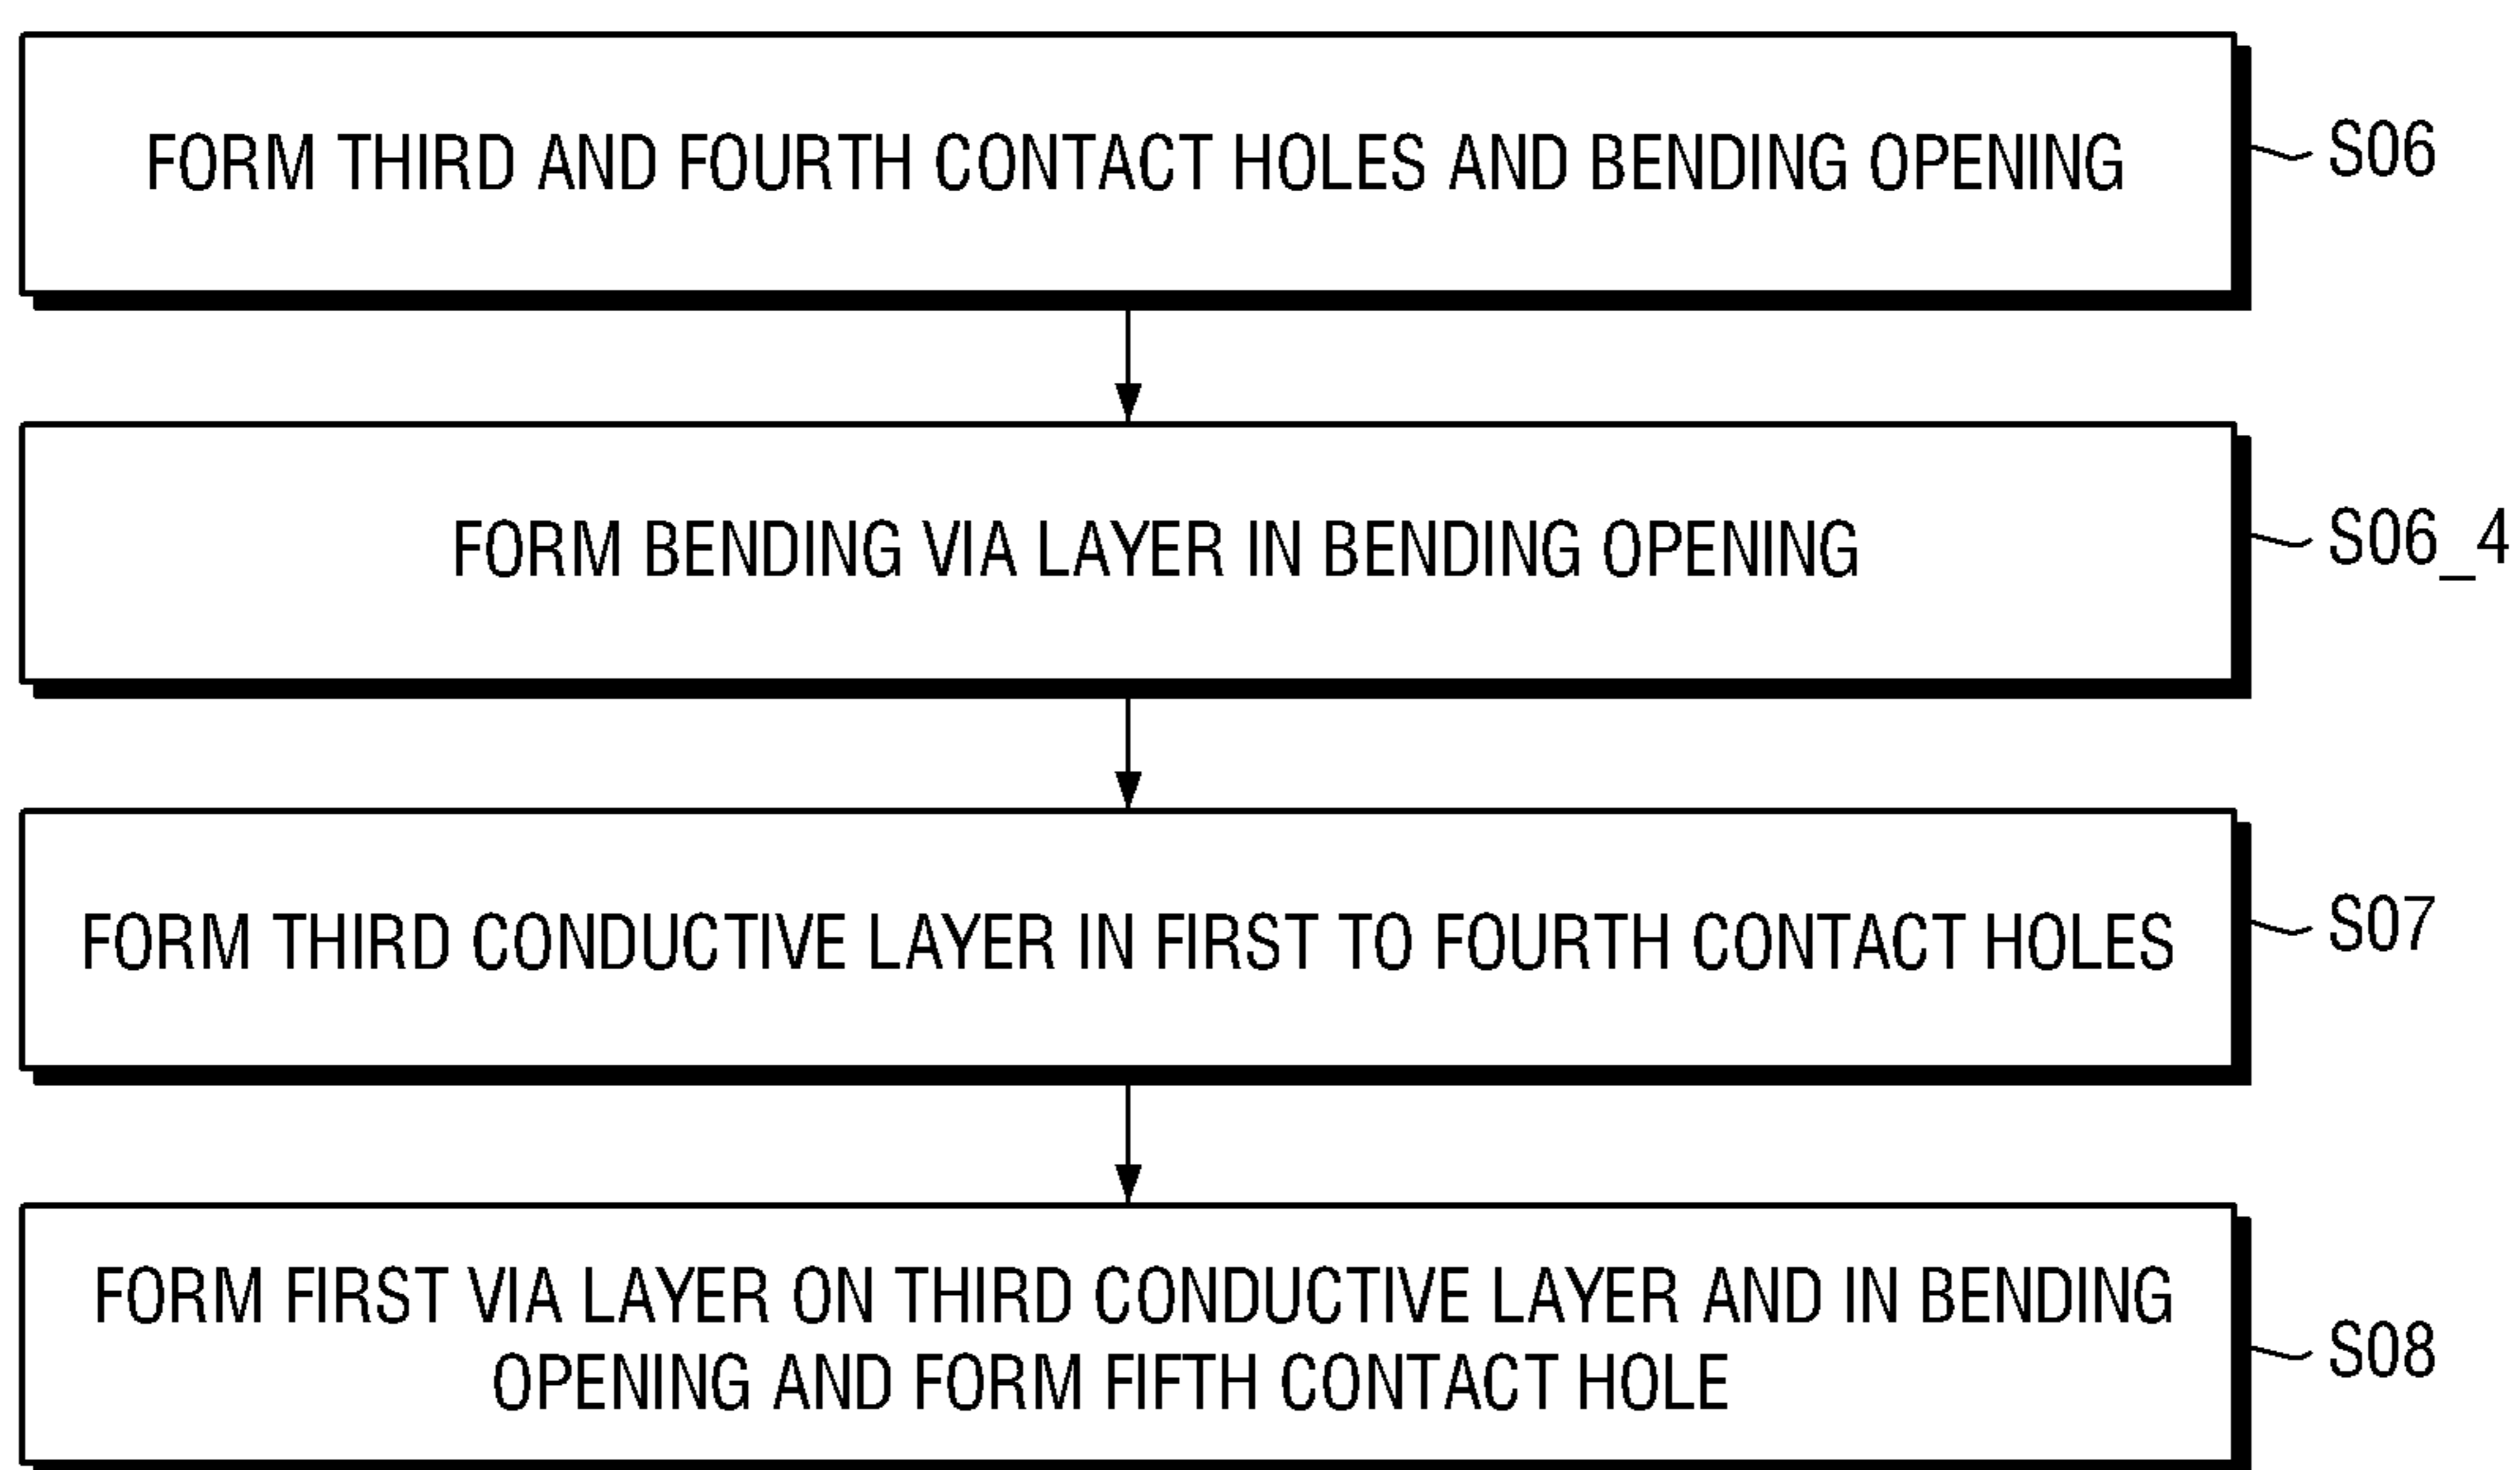 FORM THIRD AND FOURTH CONTACT HOLES AND BENDING OPENING
S06
FORM BENDING VIA LAYER IN BENDING OPENING
S06_4
FORM THIRD CONDUCTIVE LAYER IN FIRST TO FOURTH CONTACT HOLES
S07
FORM FIRST VIA LAYER ON THIRD CONDUCTIVE LAYER AND IN BENDING
OPENING AND FORM FIFTH CONTACT HOLE
S08